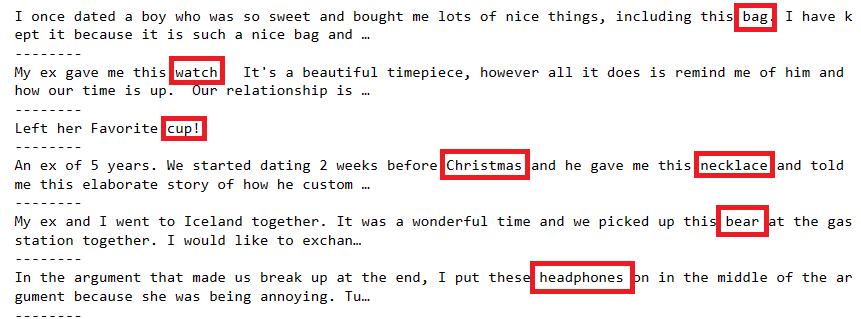 I once dated a boy who was so sweet and bought me lots of nice things, including this bag. I have k
ept it because it is such a nice bag and …
--------
My ex gave me this watch  It's a beautiful timepiece, however all it does is remind me of him and
how our time is up.  Our relationship is …
--------
Left her Favorite cup!
--------
An ex of 5 years. We started dating 2 weeks before Christmas and he gave me this necklace and told
me this elaborate story of how he custom …
--------
My ex and I went to Iceland together. It was a wonderful time and we picked up this bear at the gas
station together. I would like to exchan…
--------
In the argument that made us break up at the end, I put these headphones on in the middle of the ar
gument because she was being annoying. Tu…
--------